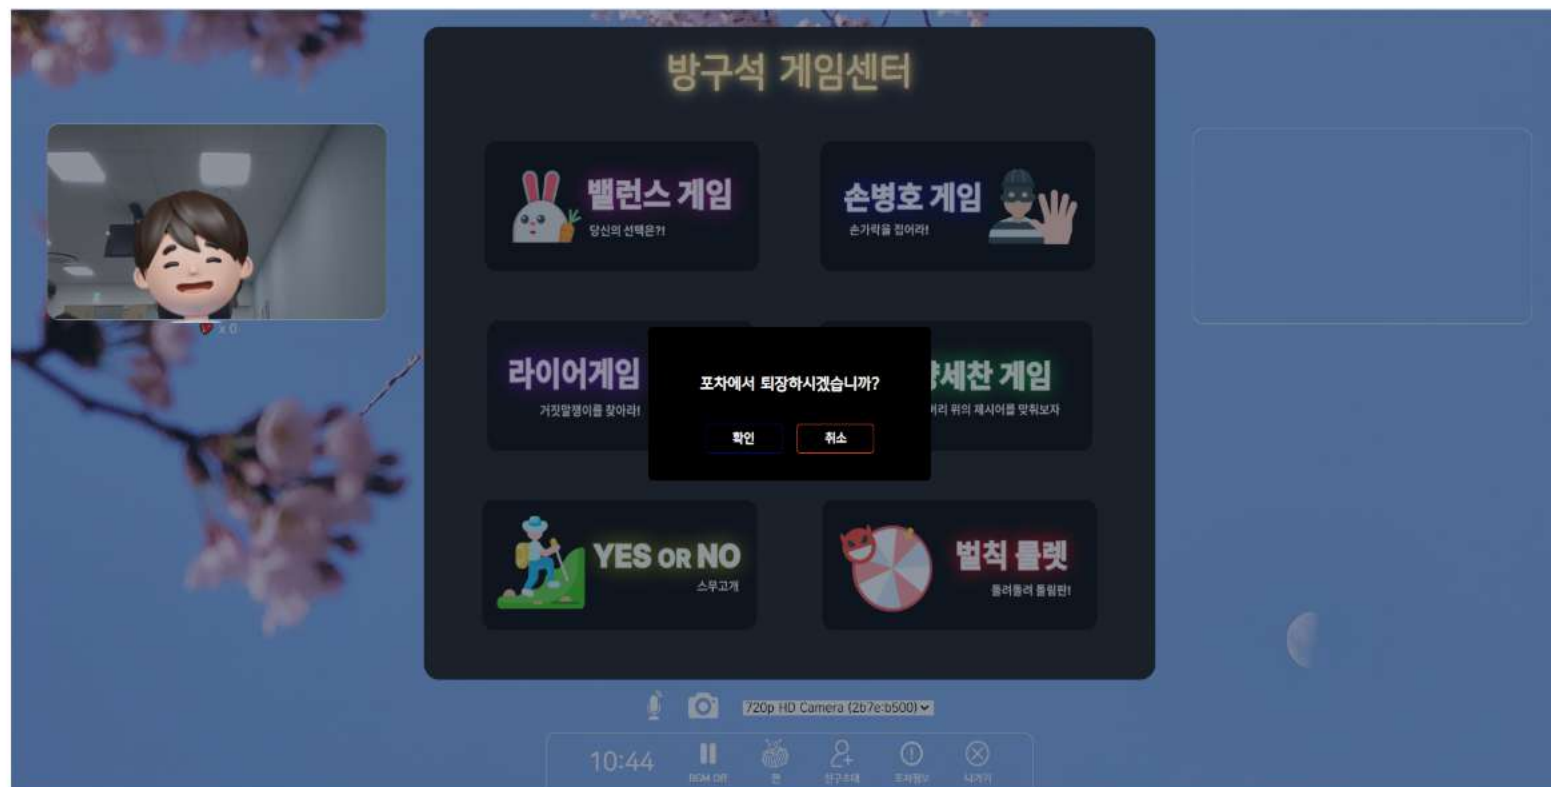 방구석 게임센터
밸런스 게임
당신의 선택은?!
손병호 게임
손가락을 접어라!
x 0
라이어게임
거짓말쟁이를 찾아라!
세찬 게임
위의 제시어를 맞춰보자
포차에서 퇴장하시겠습니까?
확인
취소
YES OR NO
스무고개
벌칙 룰렛
돌려돌려 돌림판!
720p HD Camera (2b7e:b500)
10:44
BGM Off
짠
친구초대
포차정보
나가기